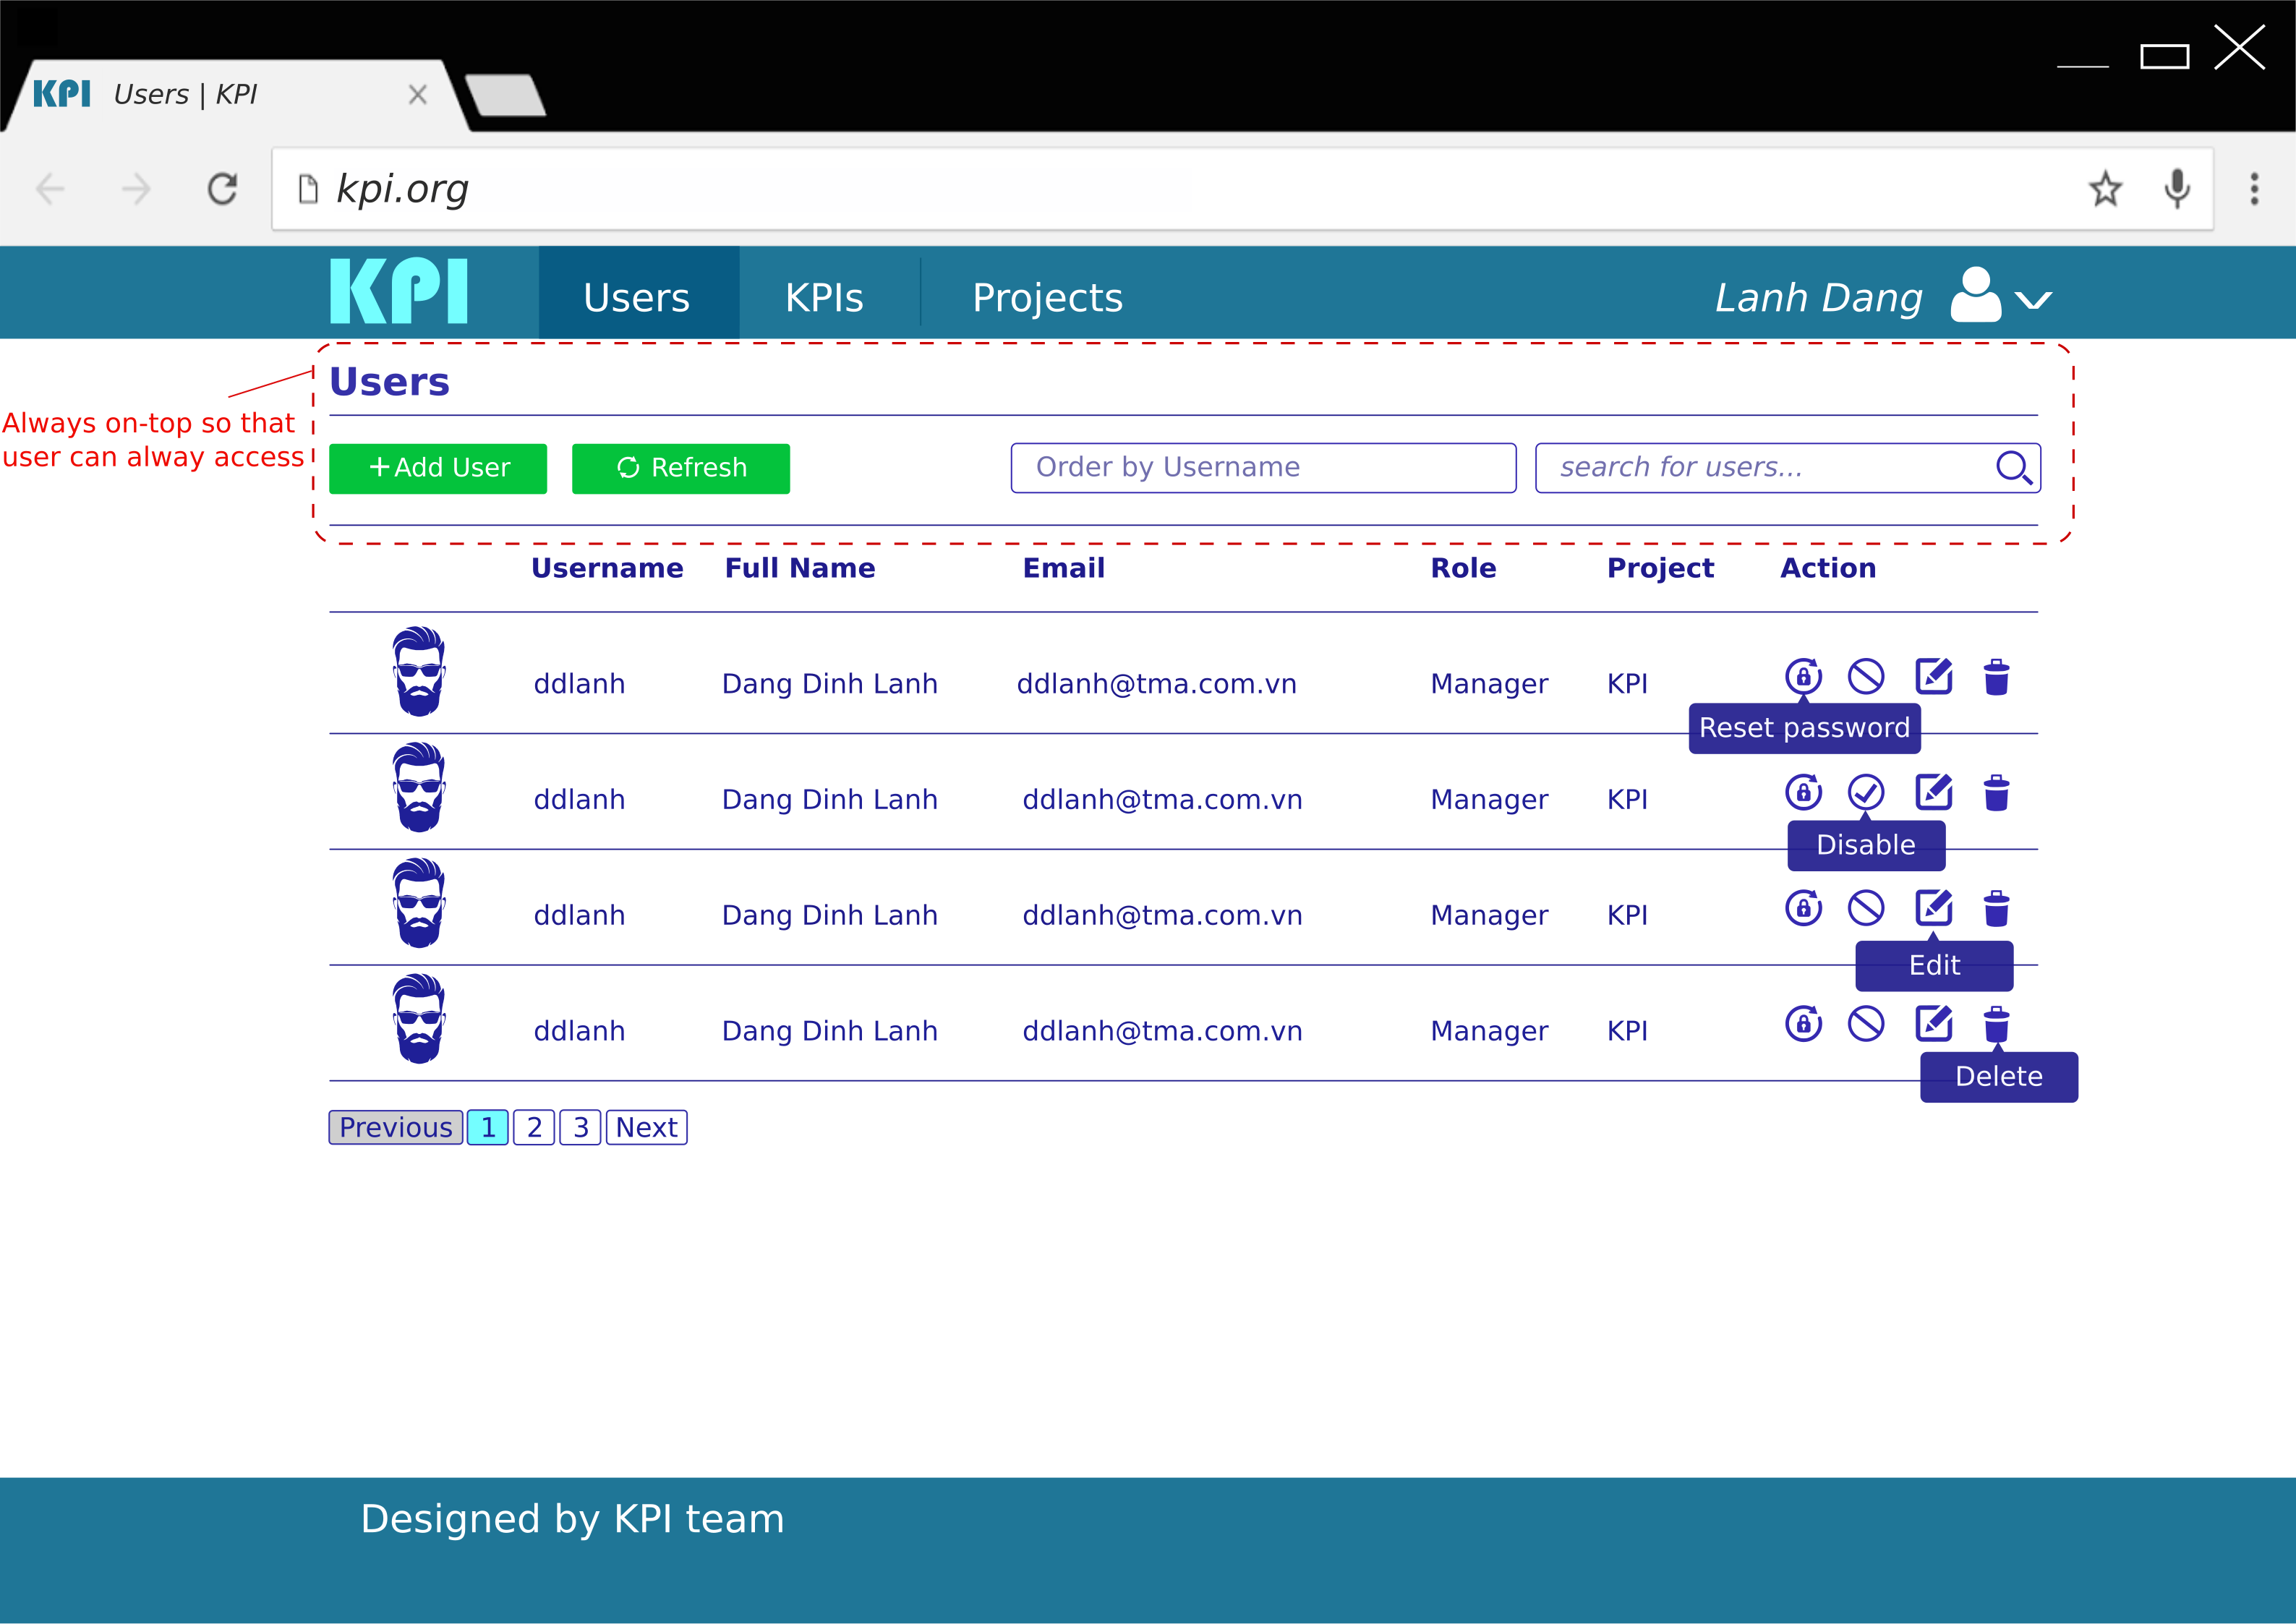 KPI Users | KPI
kpi.org
KPI Users KPIs Projects Lanh Dang
Users
Always on-top so that
user can alway access
+Add User Refresh Order by Username search for users...
Username Full Name Email Role Project Action
ddlanh Dang Dinh Lanh ddlanh@tma.com.vn Manager KPI
Reset password
ddlanh Dang Dinh Lanh ddlanh@tma.com.vn Manager KPI
Disable
ddlanh Dang Dinh Lanh ddlanh@tma.com.vn Manager KPI
Edit
ddlanh Dang Dinh Lanh ddlanh@tma.com.vn Manager KPI
Delete
Previous 1 2 3 Next
Designed by KPI team